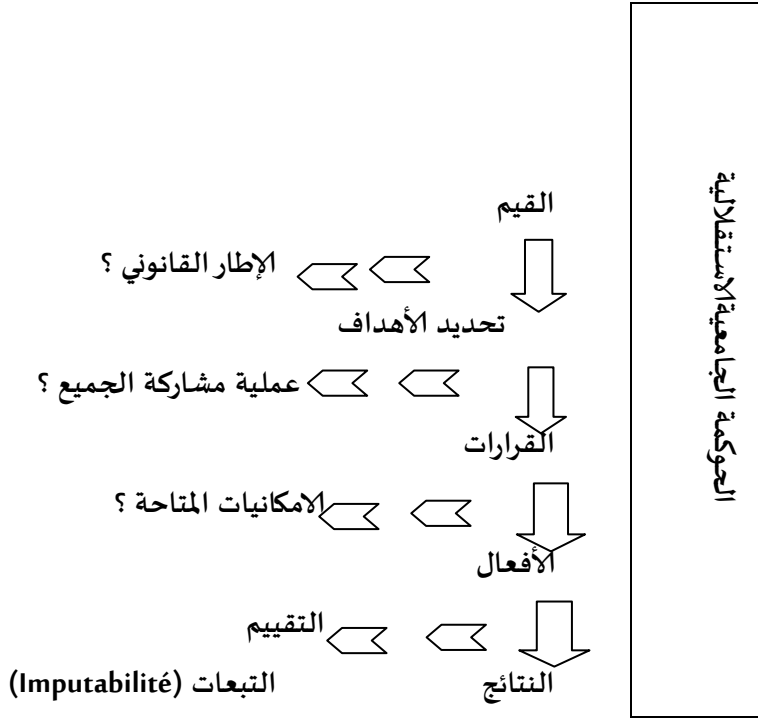 الحوكمة الجامعيةالاستقلالية
القيم
الإطار القانوني ؟
تحديد الأهداف
عملية مشاركة الجميع ؟
القرارات
الامكانيات المتاحة ؟
الأفعال
التقييم
النتائج
التبعات (Imputabilité)